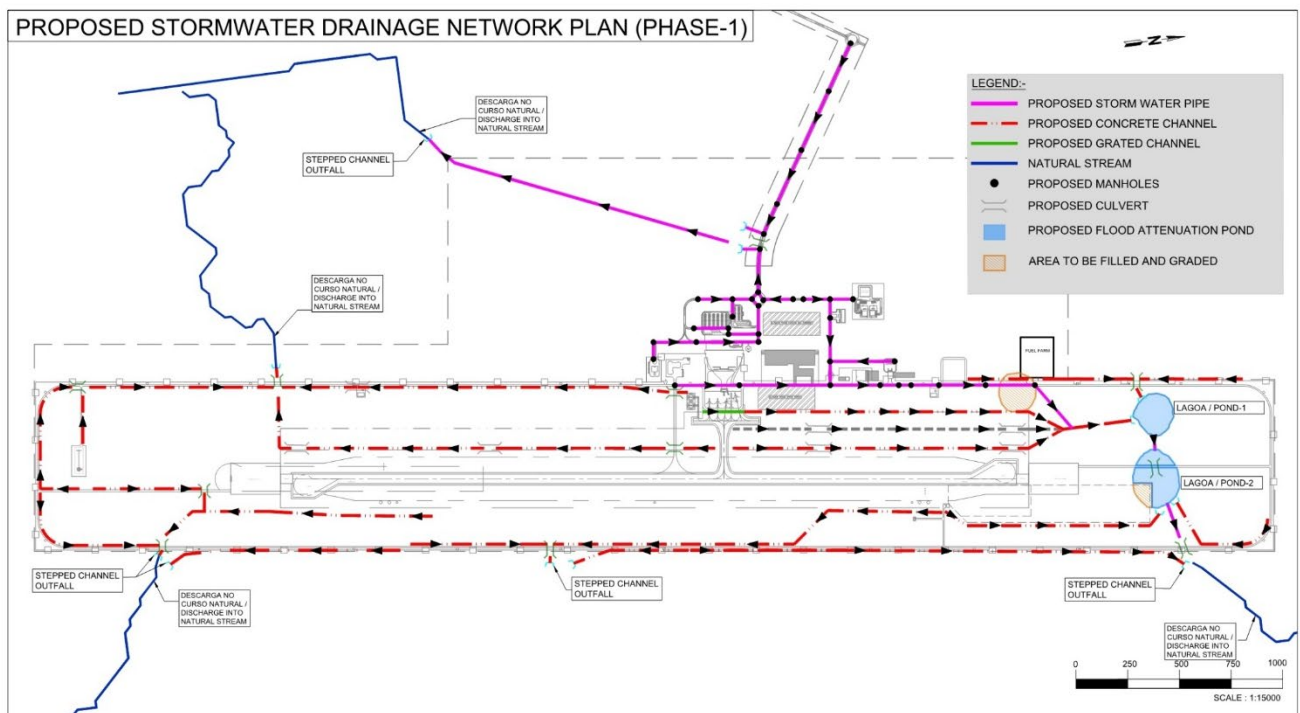 PROPOSED STORMWATER DRAINAGE NETWORK PLAN (PHASE-1)
N
LEGEND:-
PROPOSED STORM WATER PIPE
PROPOSED CONCRETE CHANNEL
PROPOSED GRATED CHANNEL
NATURAL STREAM
PROPOSED MANHOLES
PROPOSED CULVERT
PROPOSED FLOOD ATTENUATION POND
AREA TO BE FILLED AND GRADED
DESCARGA NO
CURSO NATURAL /
DISCHARGE INTO
NATURAL STREAM
STEPPED CHANNEL
OUTFALL
DESCARGA NO
CURSO NATURAL /
DISCHARGE INTO
NATURAL STREAM
FUEL FARM
LAGOA / POND-1
LAGOA / POND-2
STEPPED CHANNEL
OUTFALL
DESCARGA NO
CURSO NATURAL /
DISCHARGE INTO
NATURAL STREAM
STEPPED CHANNEL
OUTFALL
STEPPED CHANNEL
OUTFALL
DESCARGA NO
CURSO NATURAL /
DISCHARGE INTO
NATURAL STREAM
0 250 500 750 1000
SCALE : 1:15000